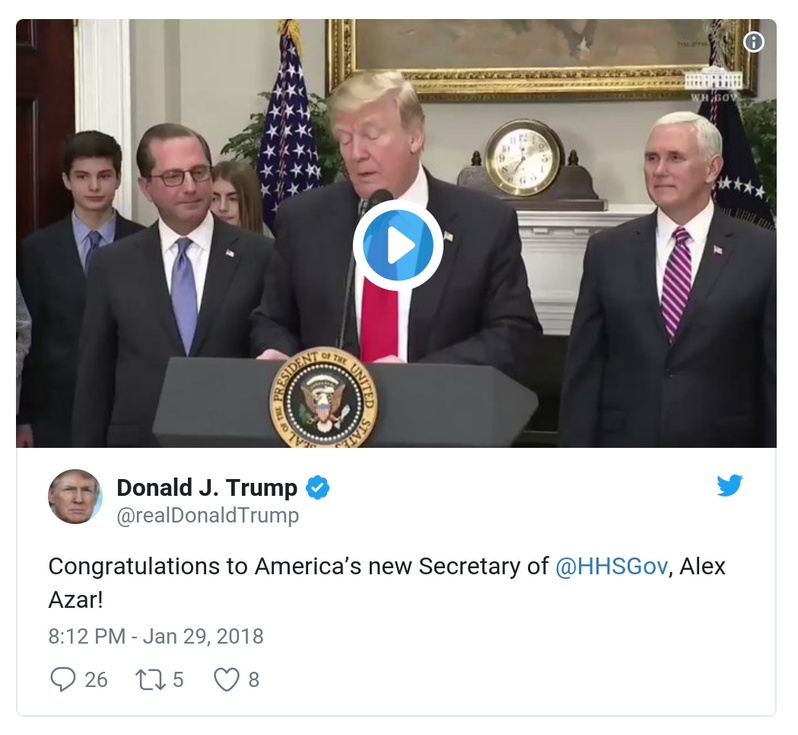 WH.GOV
SEAL OF THE PRESIDENT OF THE UNITED STATES
Donald J. Trump
@realDonaldTrump
Congratulations to America’s new Secretary of @HHSGov, Alex
Azar!
8:12 PM - Jan 29, 2018
26 5 8